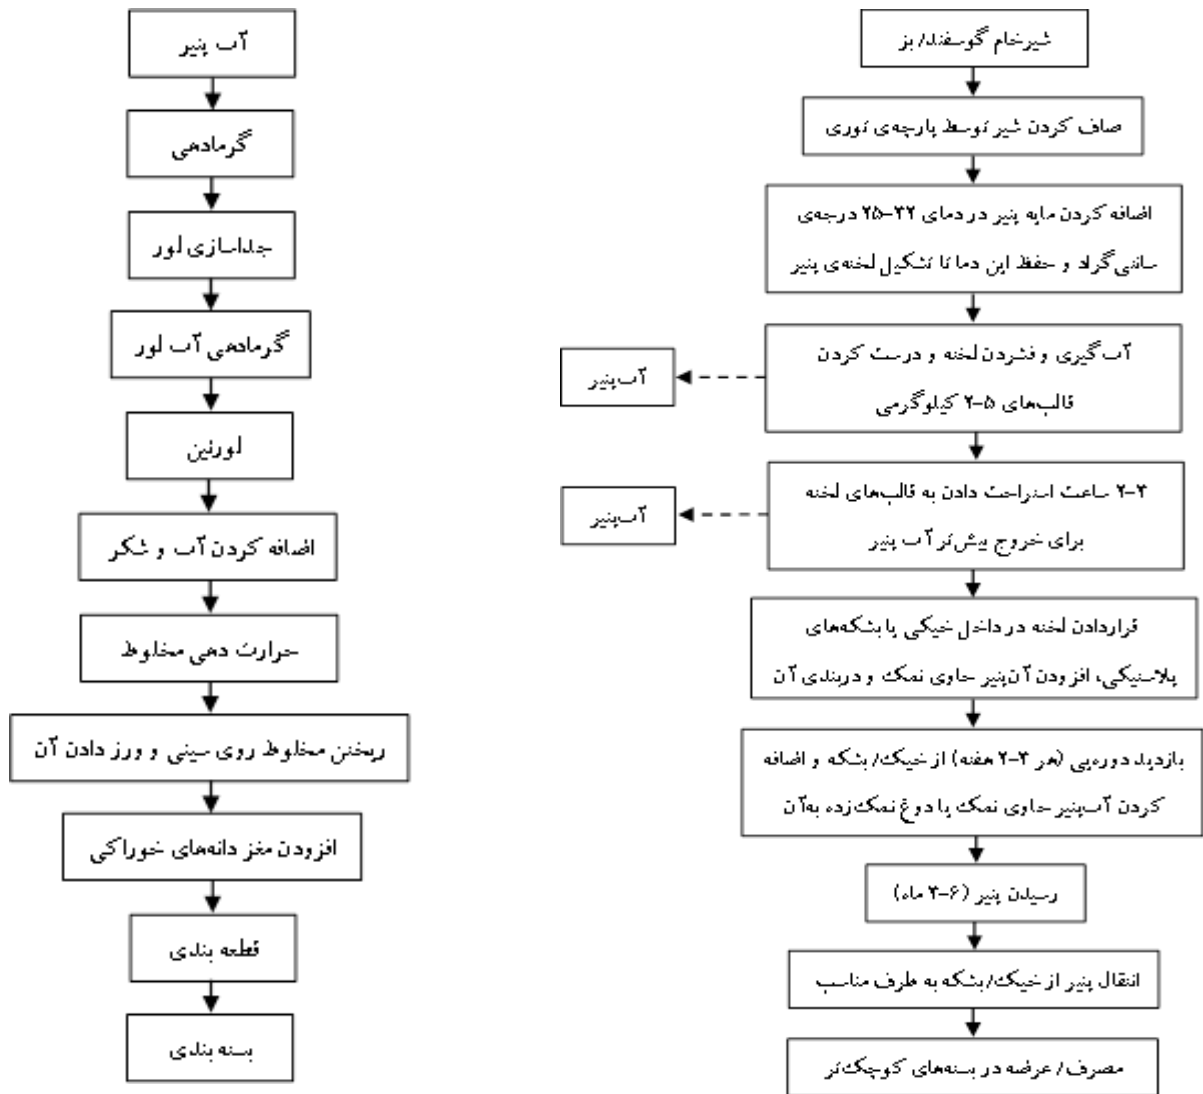 شیرخام گوسفند/ بز
صاف کردن شیر توسط پارچه‌ی توری
اضافه کردن مایه پنیر در دمای ۲۵-۳۲ درجه‌ی
سانتی‌گراد و حفظ این دما تا تشکیل لخته‌ی پنیر
آب‌گیری و فشردن لخته و درست کردن
قالب‌های ۲-۵ کیلوگرمی
آب‌پنیر
۲-۳ ساعت استراحت دادن به قالب‌های لخته
برای خروج بیش‌تر آب پنیر
آب‌پنیر
قراردادن لخته در داخل خیکی یا بشکه‌های
پلاستیکی، افزودن آن‌پنیر حاوی نمک و دربندی آن
بازدید دوره‌یی (هر ۲-۳ هفته) از خیک/ بشکه و اضافه
کردن آب‌پنیر حاوی نمک یا دوغ نمک‌زده به‌آن
رسیدن پنیر (۳-۶ ماه)
انتقال پنیر از خیک/ بشکه به ظرف مناسب
مصرف/ عرضه در بسته‌های کوچک‌تر
آب پنیر
گرمادهی
جداسازی لور
گرمادهی آب لور
لورتین
اضافه کردن آب و شکر
حرارت دهی مخلوط
ریختن مخلوط روی سینی و ورز دادن آن
افزودن مغز دانه‌های خوراکی
قطعه بندی
بسته بندی